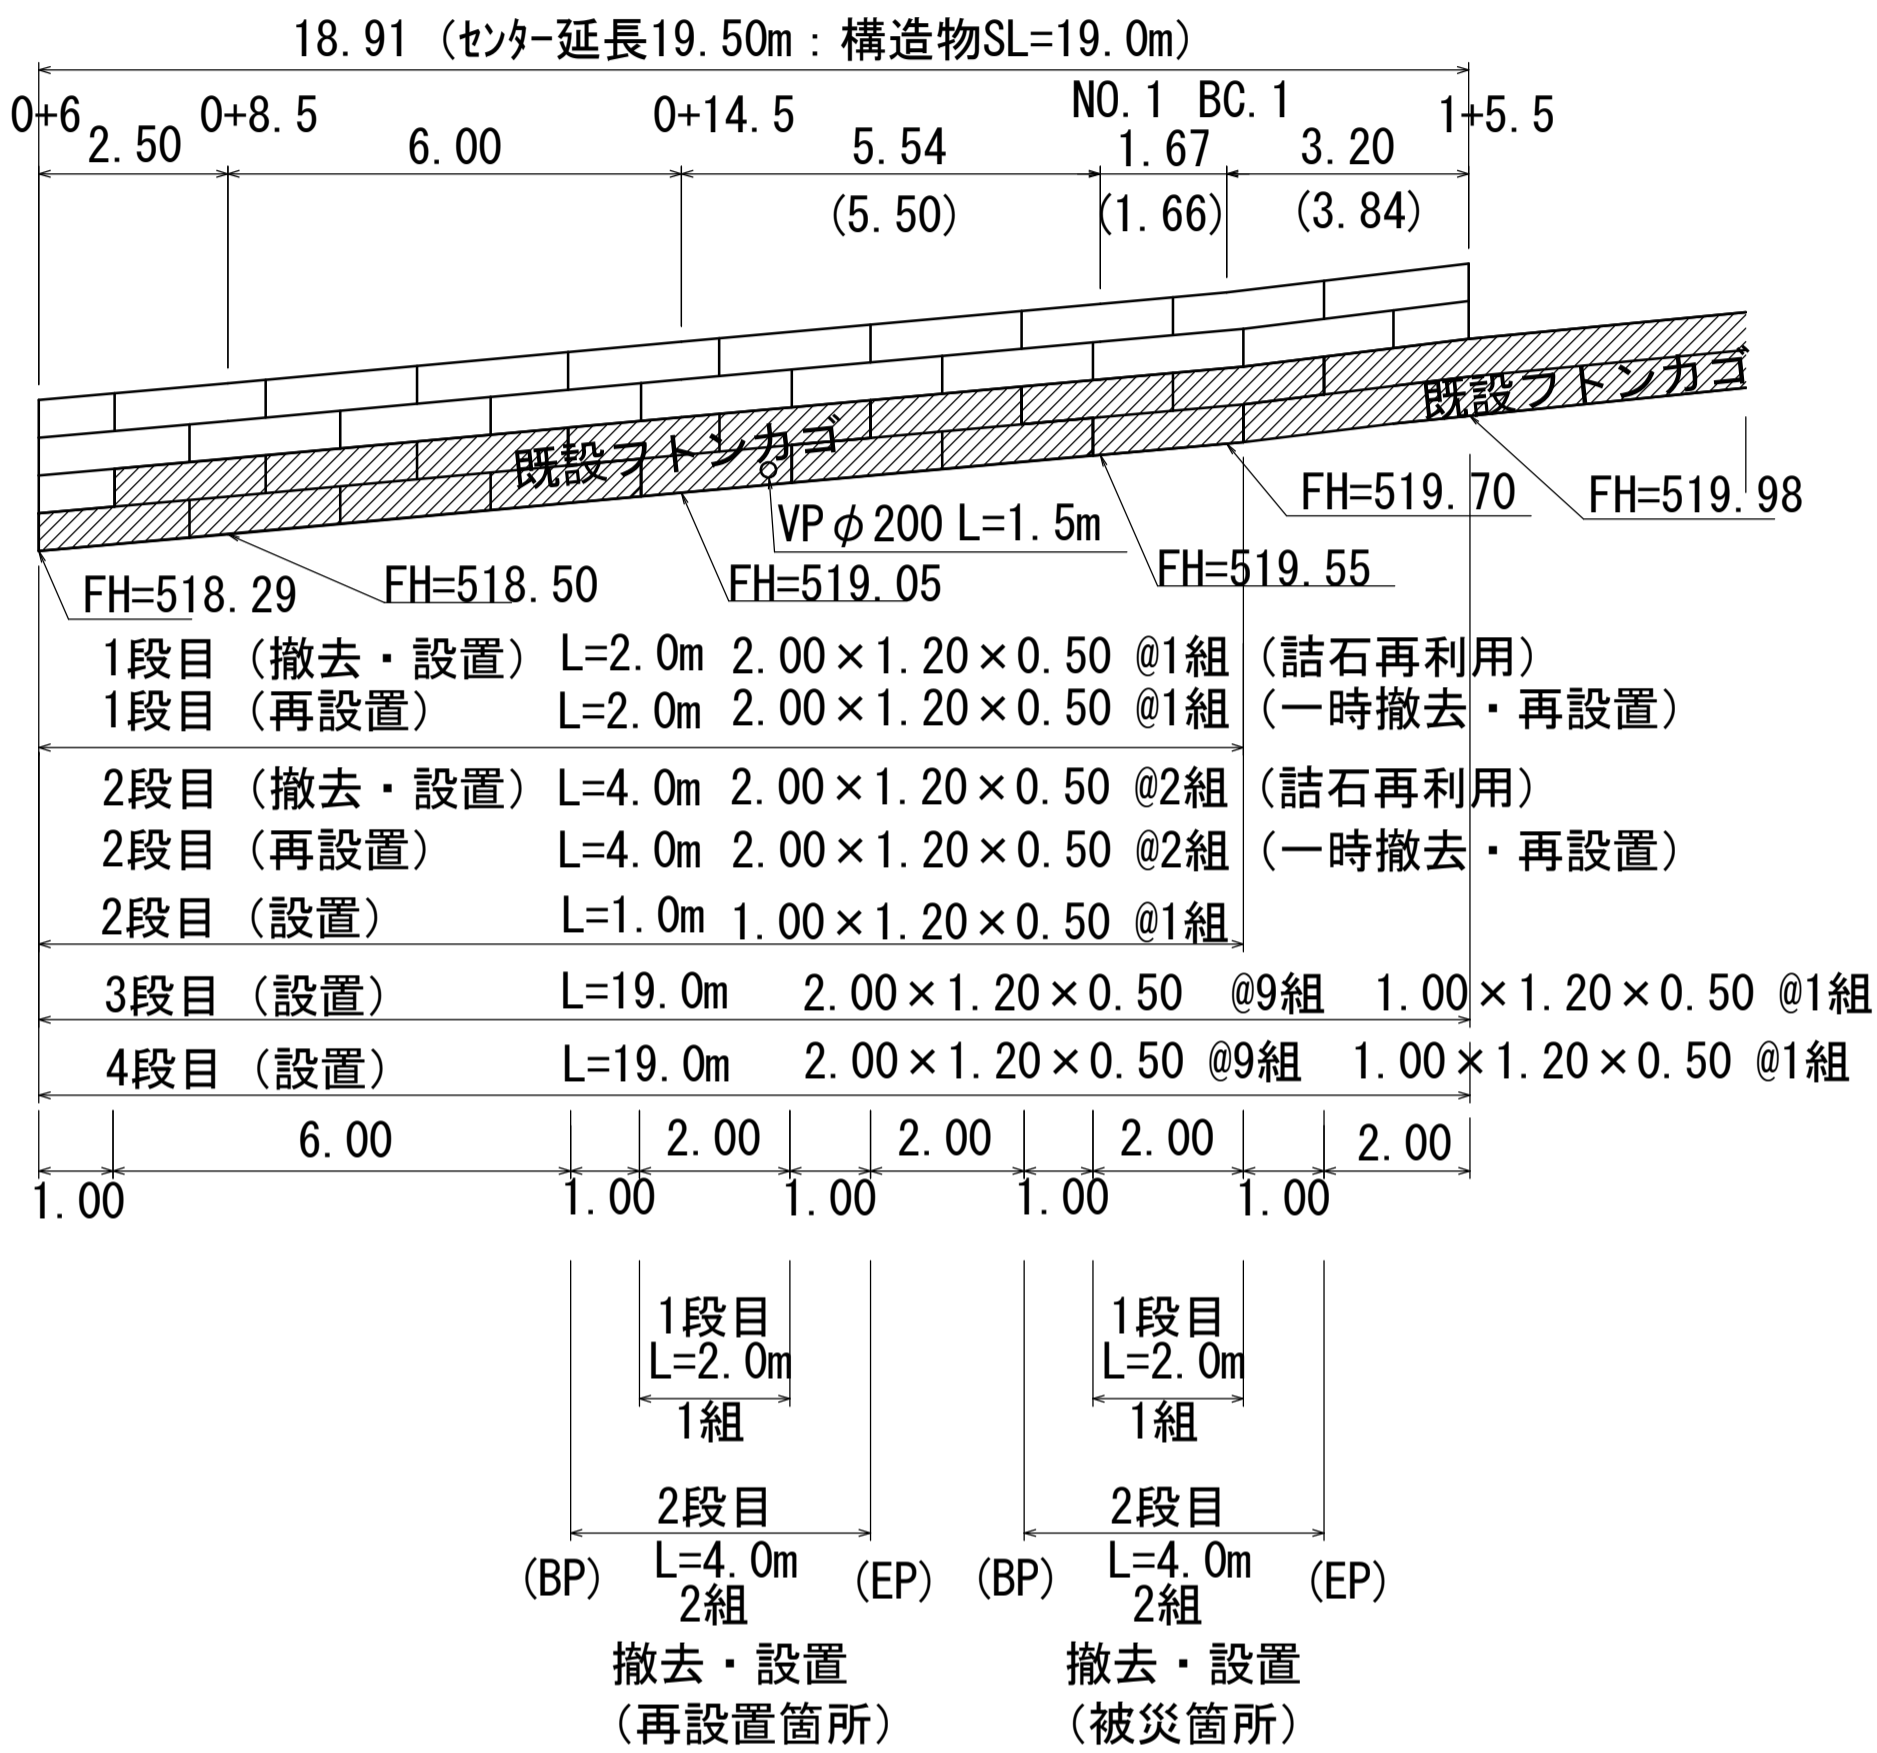 18.91 (ｾﾝﾀｰ延長19.50m:構造物SL=19.0m)
0+6 0+8.5 0+14.5 NO.1 BC.1 1+5.5
2.50 6.00 5.54 1.67 3.20
(5.50) (1.66) (3.84)
既設フトンカゴ
既設フトンカゴ
FH=519.70 FH=519.98
VPφ200 L=1.5m
FH=518.29 FH=518.50 FH=519.05 FH=519.55
1段目(撤去・設置) L=2.0m 2.00×1.20×0.50 @1組 (詰石再利用)
1段目(再設置) L=2.0m 2.00×1.20×0.50 @1組 (一時撤去・再設置)
2段目(撤去・設置) L=4.0m 2.00×1.20×0.50 @2組 (詰石再利用)
2段目(再設置) L=4.0m 2.00×1.20×0.50 @2組 (一時撤去・再設置)
2段目(設置) L=1.0m 1.00×1.20×0.50 @1組
3段目(設置) L=19.0m 2.00×1.20×0.50 @9組 1.00×1.20×0.50 @1組
4段目(設置) L=19.0m 2.00×1.20×0.50 @9組 1.00×1.20×0.50 @1組
6.00 2.00 2.00 2.00 2.00
1.00 1.00 1.00 1.00 1.00
1段目 1段目
L=2.0m L=2.0m
1組 1組
2段目 2段目
(BP) L=4.0m (EP) (BP) L=4.0m (EP)
2組 2組
撤去・設置 撤去・設置
(再設置箇所) (被災箇所)